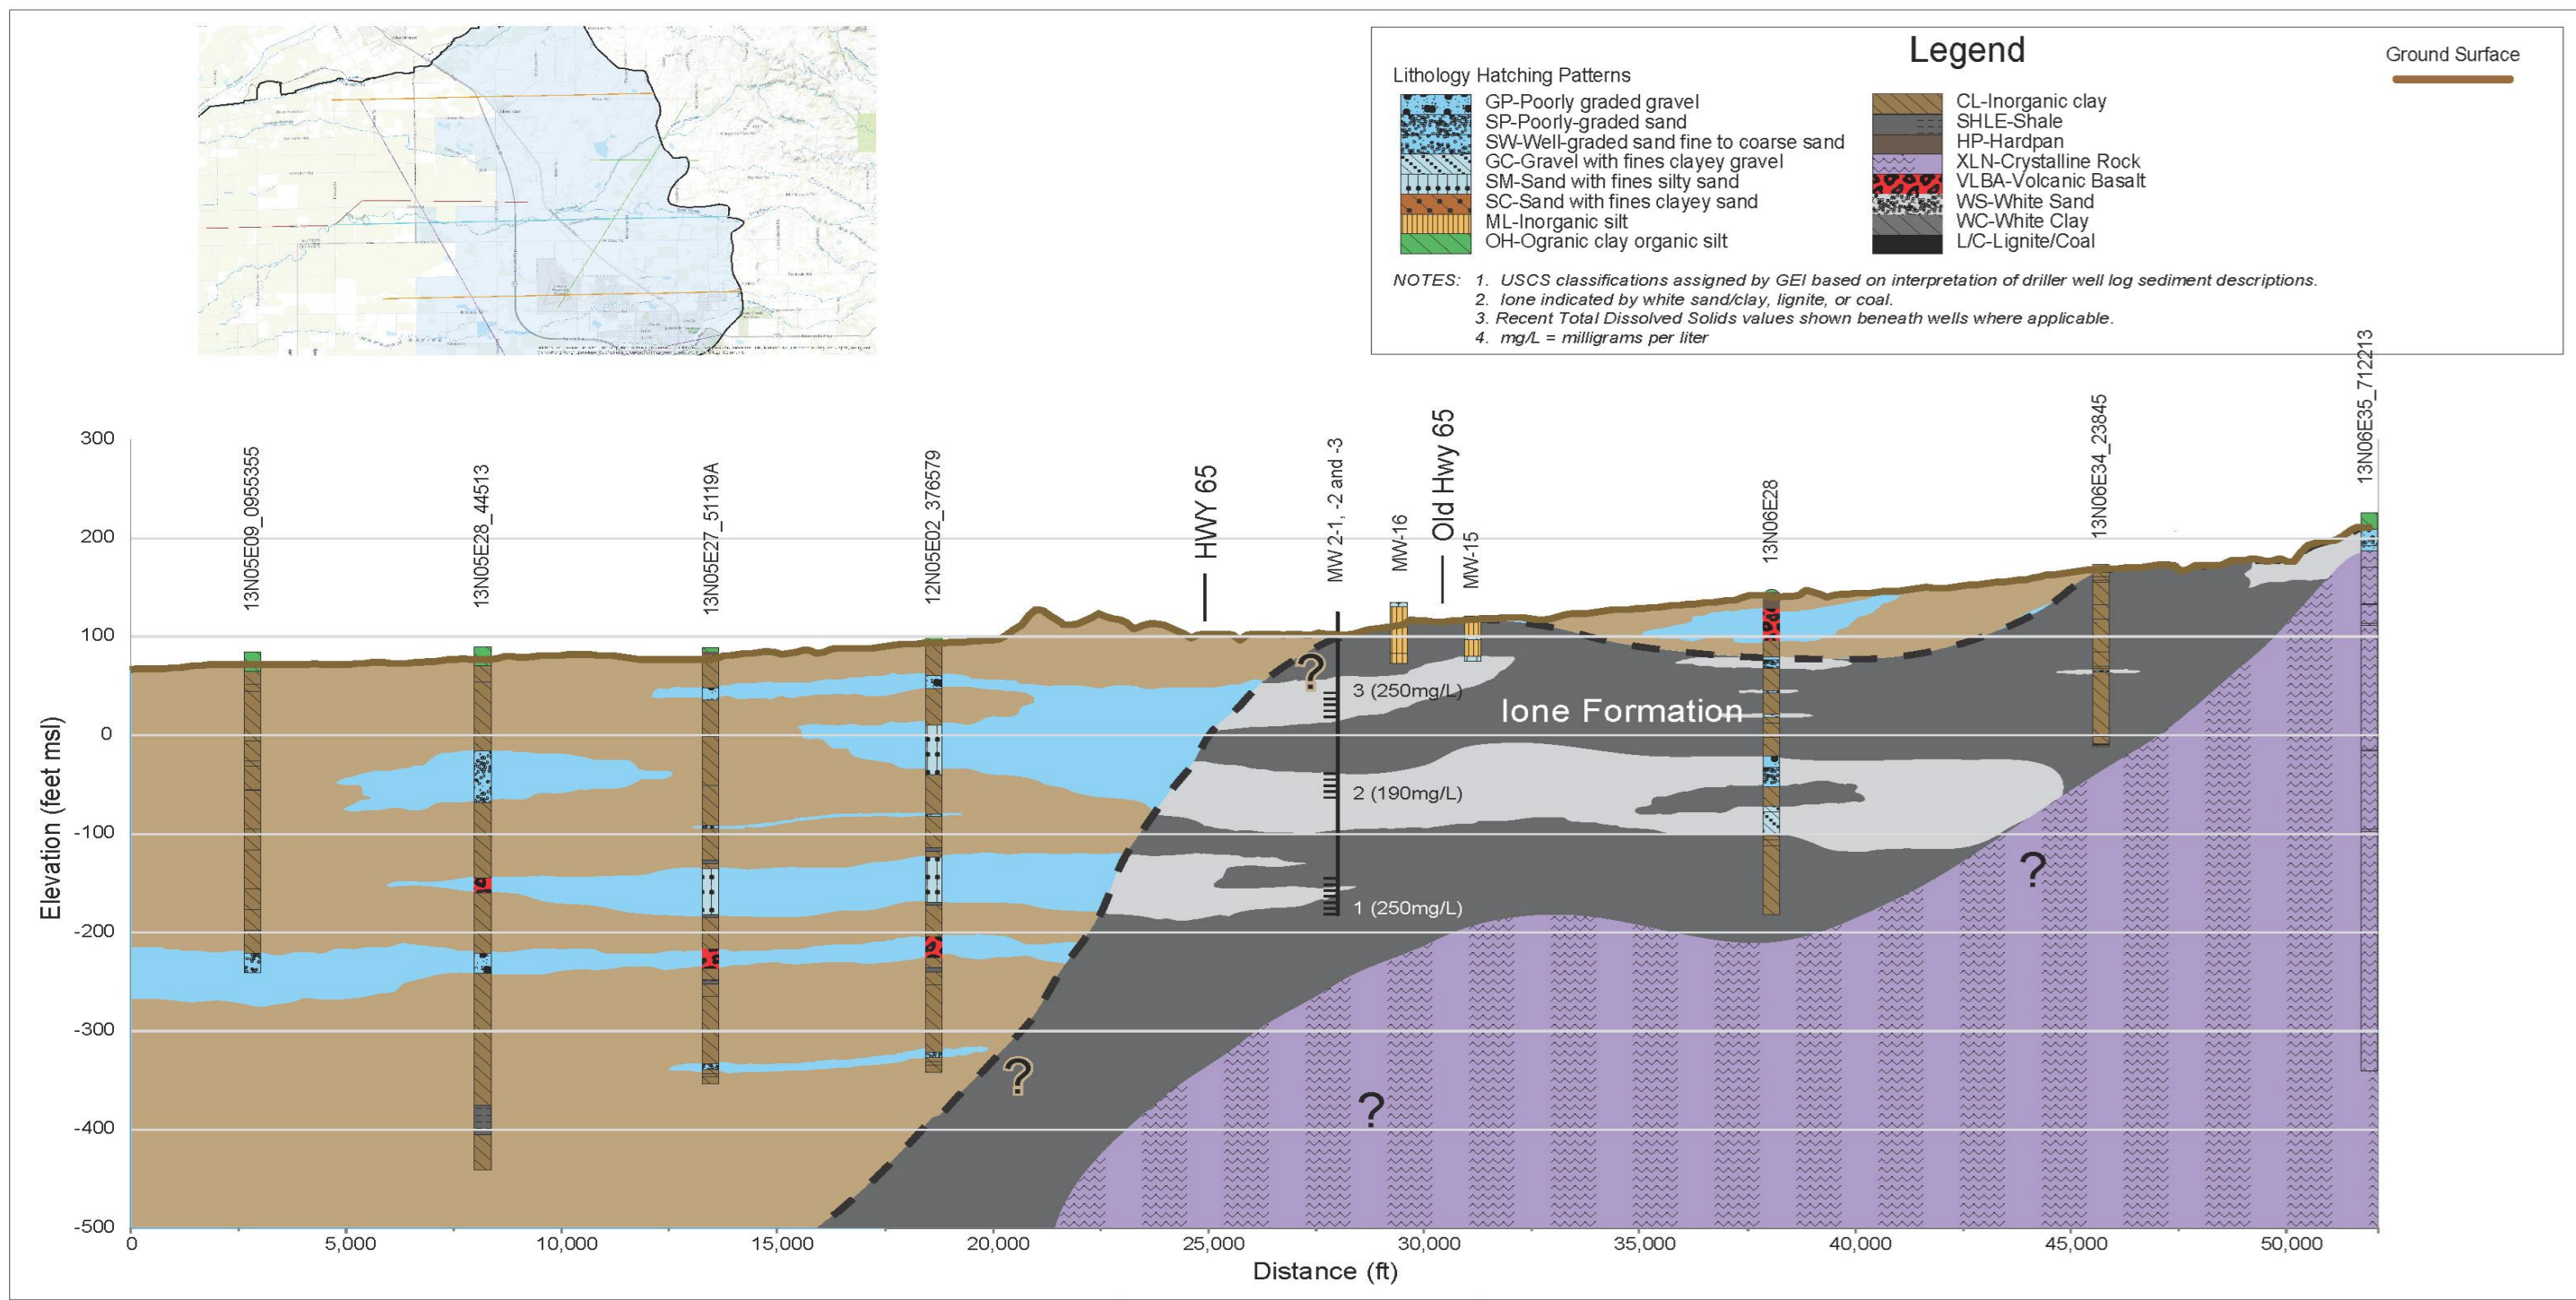 Legend
Ground Surface
Lithology Hatching Patterns
GP-Poorly graded gravel
SP-Poorly-graded sand
SW-Well-graded sand fine to coarse sand
GC-Gravel with fines clayey gravel
SM-Sand with fines silty sand
SC-Sand with fines clayey sand
ML-Inorganic silt
OH-Ogranic clay organic silt
CL-Inorganic clay
SHLE-Shale
HP-Hardpan
XLN-Crystalline Rock
VLBA-Volcanic Basalt
WS-White Sand
WC-White Clay
L/C-Lignite/Coal
NOTES: 1. USCS classifications assigned by GEI based on interpretation of driller well log sediment descriptions.
2. Ione indicated by white sand/clay, lignite, or coal.
3. Recent Total Dissolved Solids values shown beneath wells where applicable.
4. mg/L = milligrams per liter
13N05E09_0955355
13N05E28_44513
13N05E27_51119A
12N05E02_376579
HWY 65
MW 2-1, -2 and -3
MW-16
Old Hwy 65
MW-15
13N06E28
13N06E34_23845
13N06E35_712213
Elevation (feet msl)
300
200
100
0
-100
-200
-300
-400
-500
?
3 (250mg/L)
Ione Formation
2 (190mg/L)
?
1 (250mg/L)
?
?
0
5,000
10,000
15,000
20,000
25,000
30,000
35,000
40,000
45,000
50,000
Distance (ft)